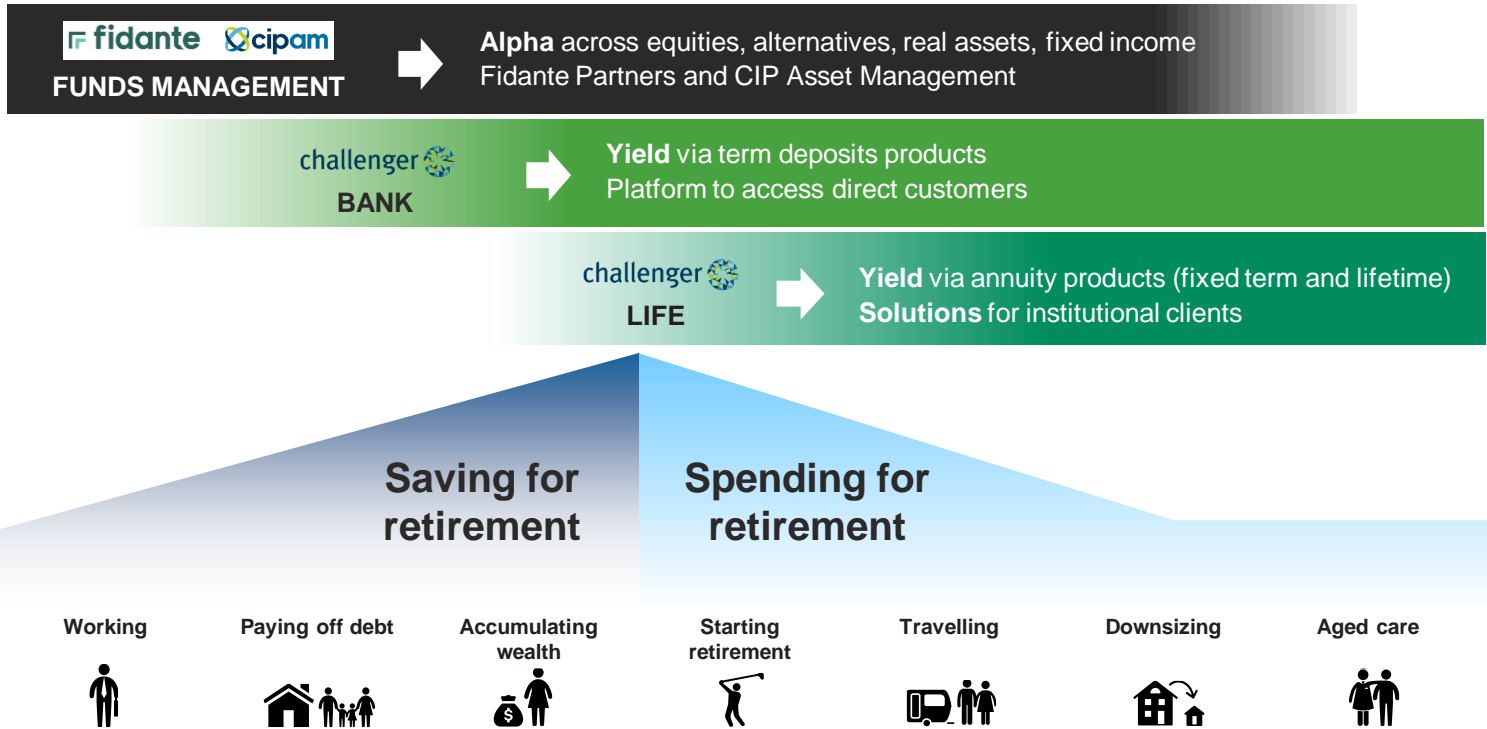 fidante cipam
FUNDS MANAGEMENT
Alpha across equities, alternatives, real assets, fixed income
Fidante Partners and CIP Asset Management
challenger
BANK
Yield via term deposits products
Platform to access direct customers
challenger
LIFE
Yield via annuity products (fixed term and lifetime)
Solutions for institutional clients
Saving for
retirement
Spending for
retirement
Working
Paying off debt
Accumulating
wealth
Starting
retirement
Travelling
Downsizing
Aged care
$